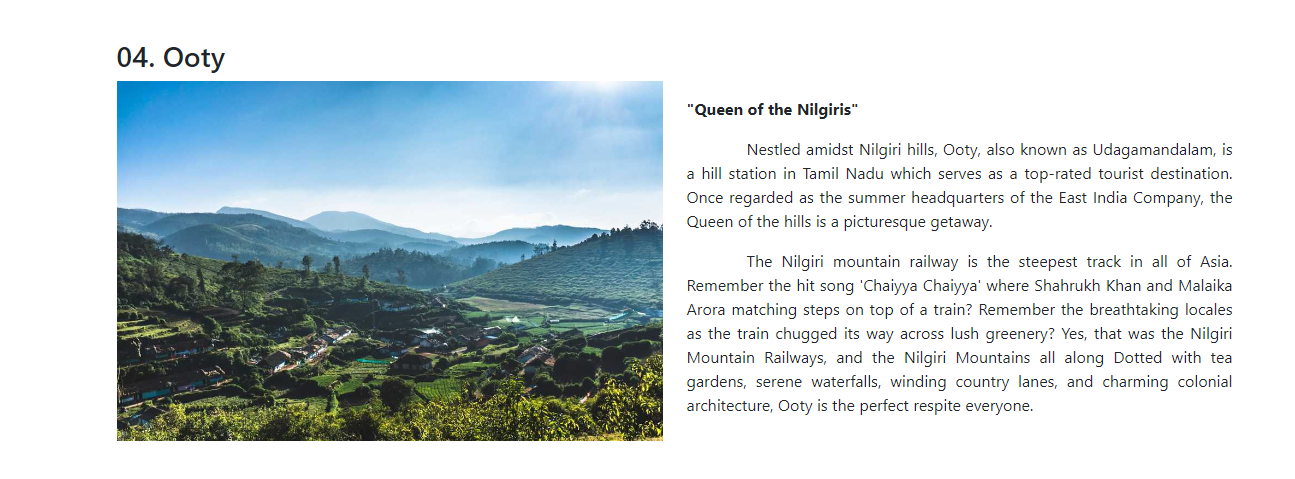 04. Ooty
"Queen of the Nilgiris"
Nestled amidst Nilgiri hills, Ooty, also known as Udagamandalam, is
a hill station in Tamil Nadu which serves as a top-rated tourist destination.
Once regarded as the summer headquarters of the East India Company, the
Queen of the hills is a picturesque getaway.
The Nilgiri mountain railway is the steepest track in all of Asia.
Remember the hit song 'Chaiyya Chaiyya' where Shahrukh Khan and Malaika
Arora matching steps on top of a train? Remember the breathtaking locales
as the train chugged its way across lush greenery? Yes, that was the Nilgiri
Mountain Railways, and the Nilgiri Mountains all along Dotted with tea
gardens, serene waterfalls, winding country lanes, and charming colonial
architecture, Ooty is the perfect respite everyone.